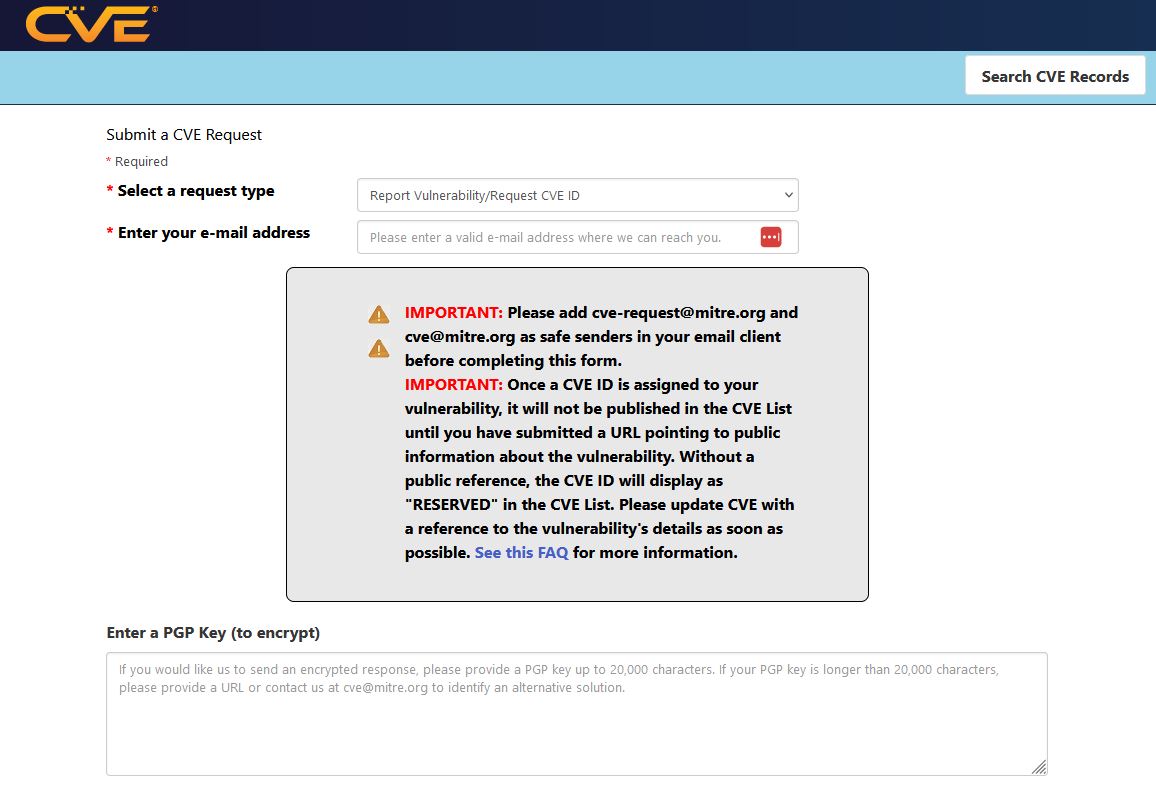 CVE®
Search CVE Records
Submit a CVE Request
* Required
* Select a request type
Report Vulnerability/Request CVE ID
* Enter your e-mail address
Please enter a valid e-mail address where we can reach you.
IMPORTANT: Please add cve-request@mitre.org and
cve@mitre.org as safe senders in your email client
before completing this form.
IMPORTANT: Once a CVE ID is assigned to your
vulnerability, it will not be published in the CVE List
until you have submitted a URL pointing to public
information about the vulnerability. Without a
public reference, the CVE ID will display as
"RESERVED" in the CVE List. Please update CVE with
a reference to the vulnerability's details as soon as
possible. See this FAQ for more information.
Enter a PGP Key (to encrypt)
If you would like us to send an encrypted response, please provide a PGP key up to 20,000 characters. If your PGP key is longer than 20,000 characters,
please provide a URL or contact us at cve@mitre.org to identify an alternative solution.